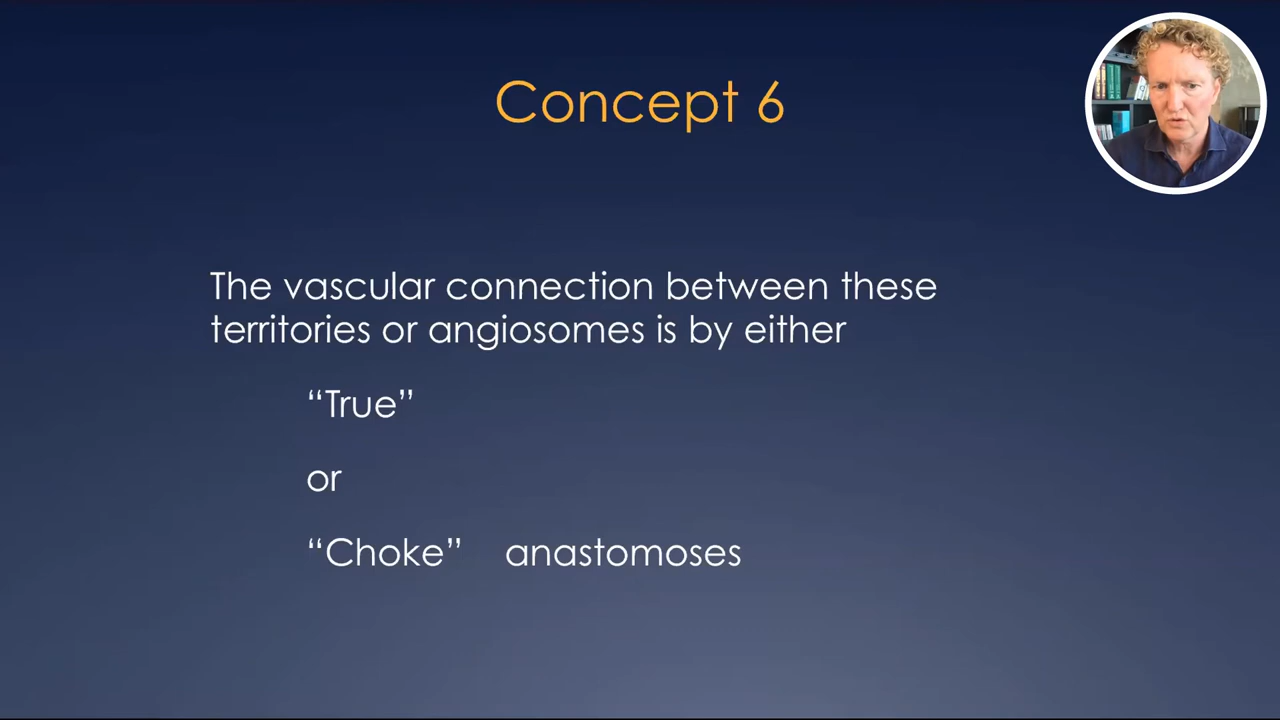 Concept 6
The vascular connection between these
territories or angiosomes is by either
“True”
or
“Choke” anastomoses